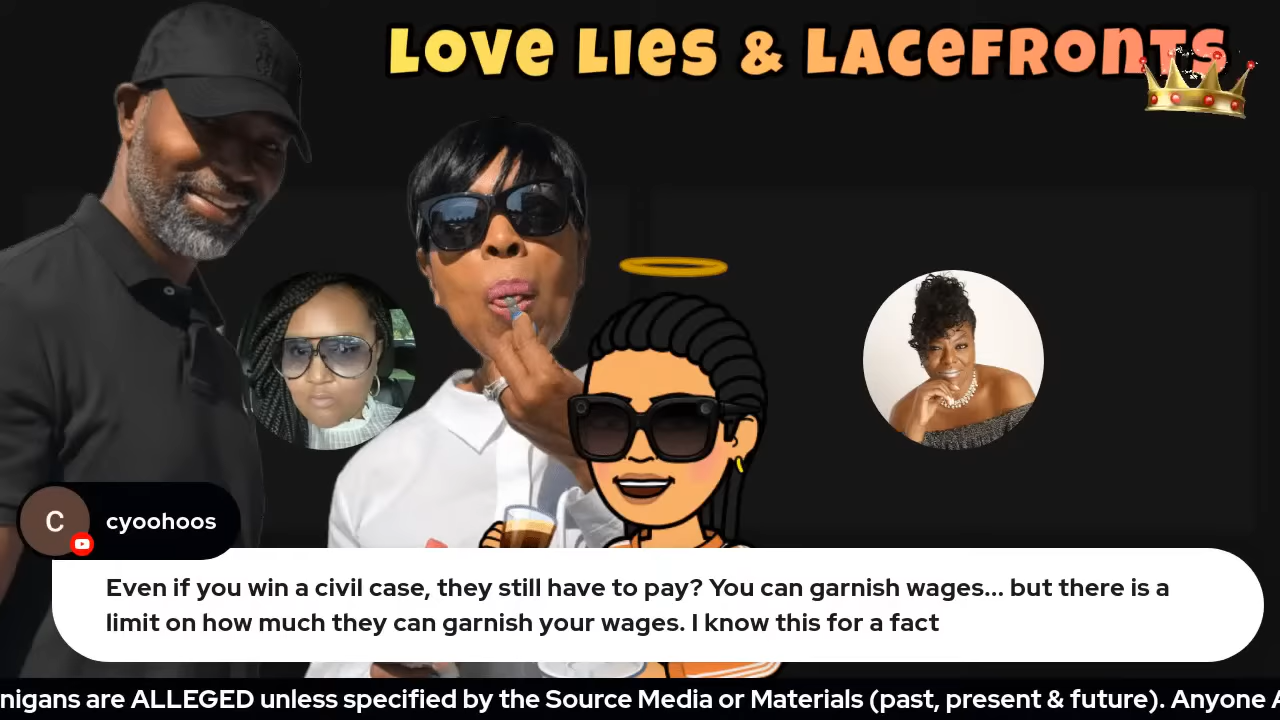 LOVE LIES & LACEFRONTS
C
cyoohoos
Even if you win a civil case, they still have to pay? You can garnish wages... but there is a
limit on how much they can garnish your wages. I know this for a fact
nigans are ALLEGED unless specified by the Source Media or Materials (past, present & future). Anyone A